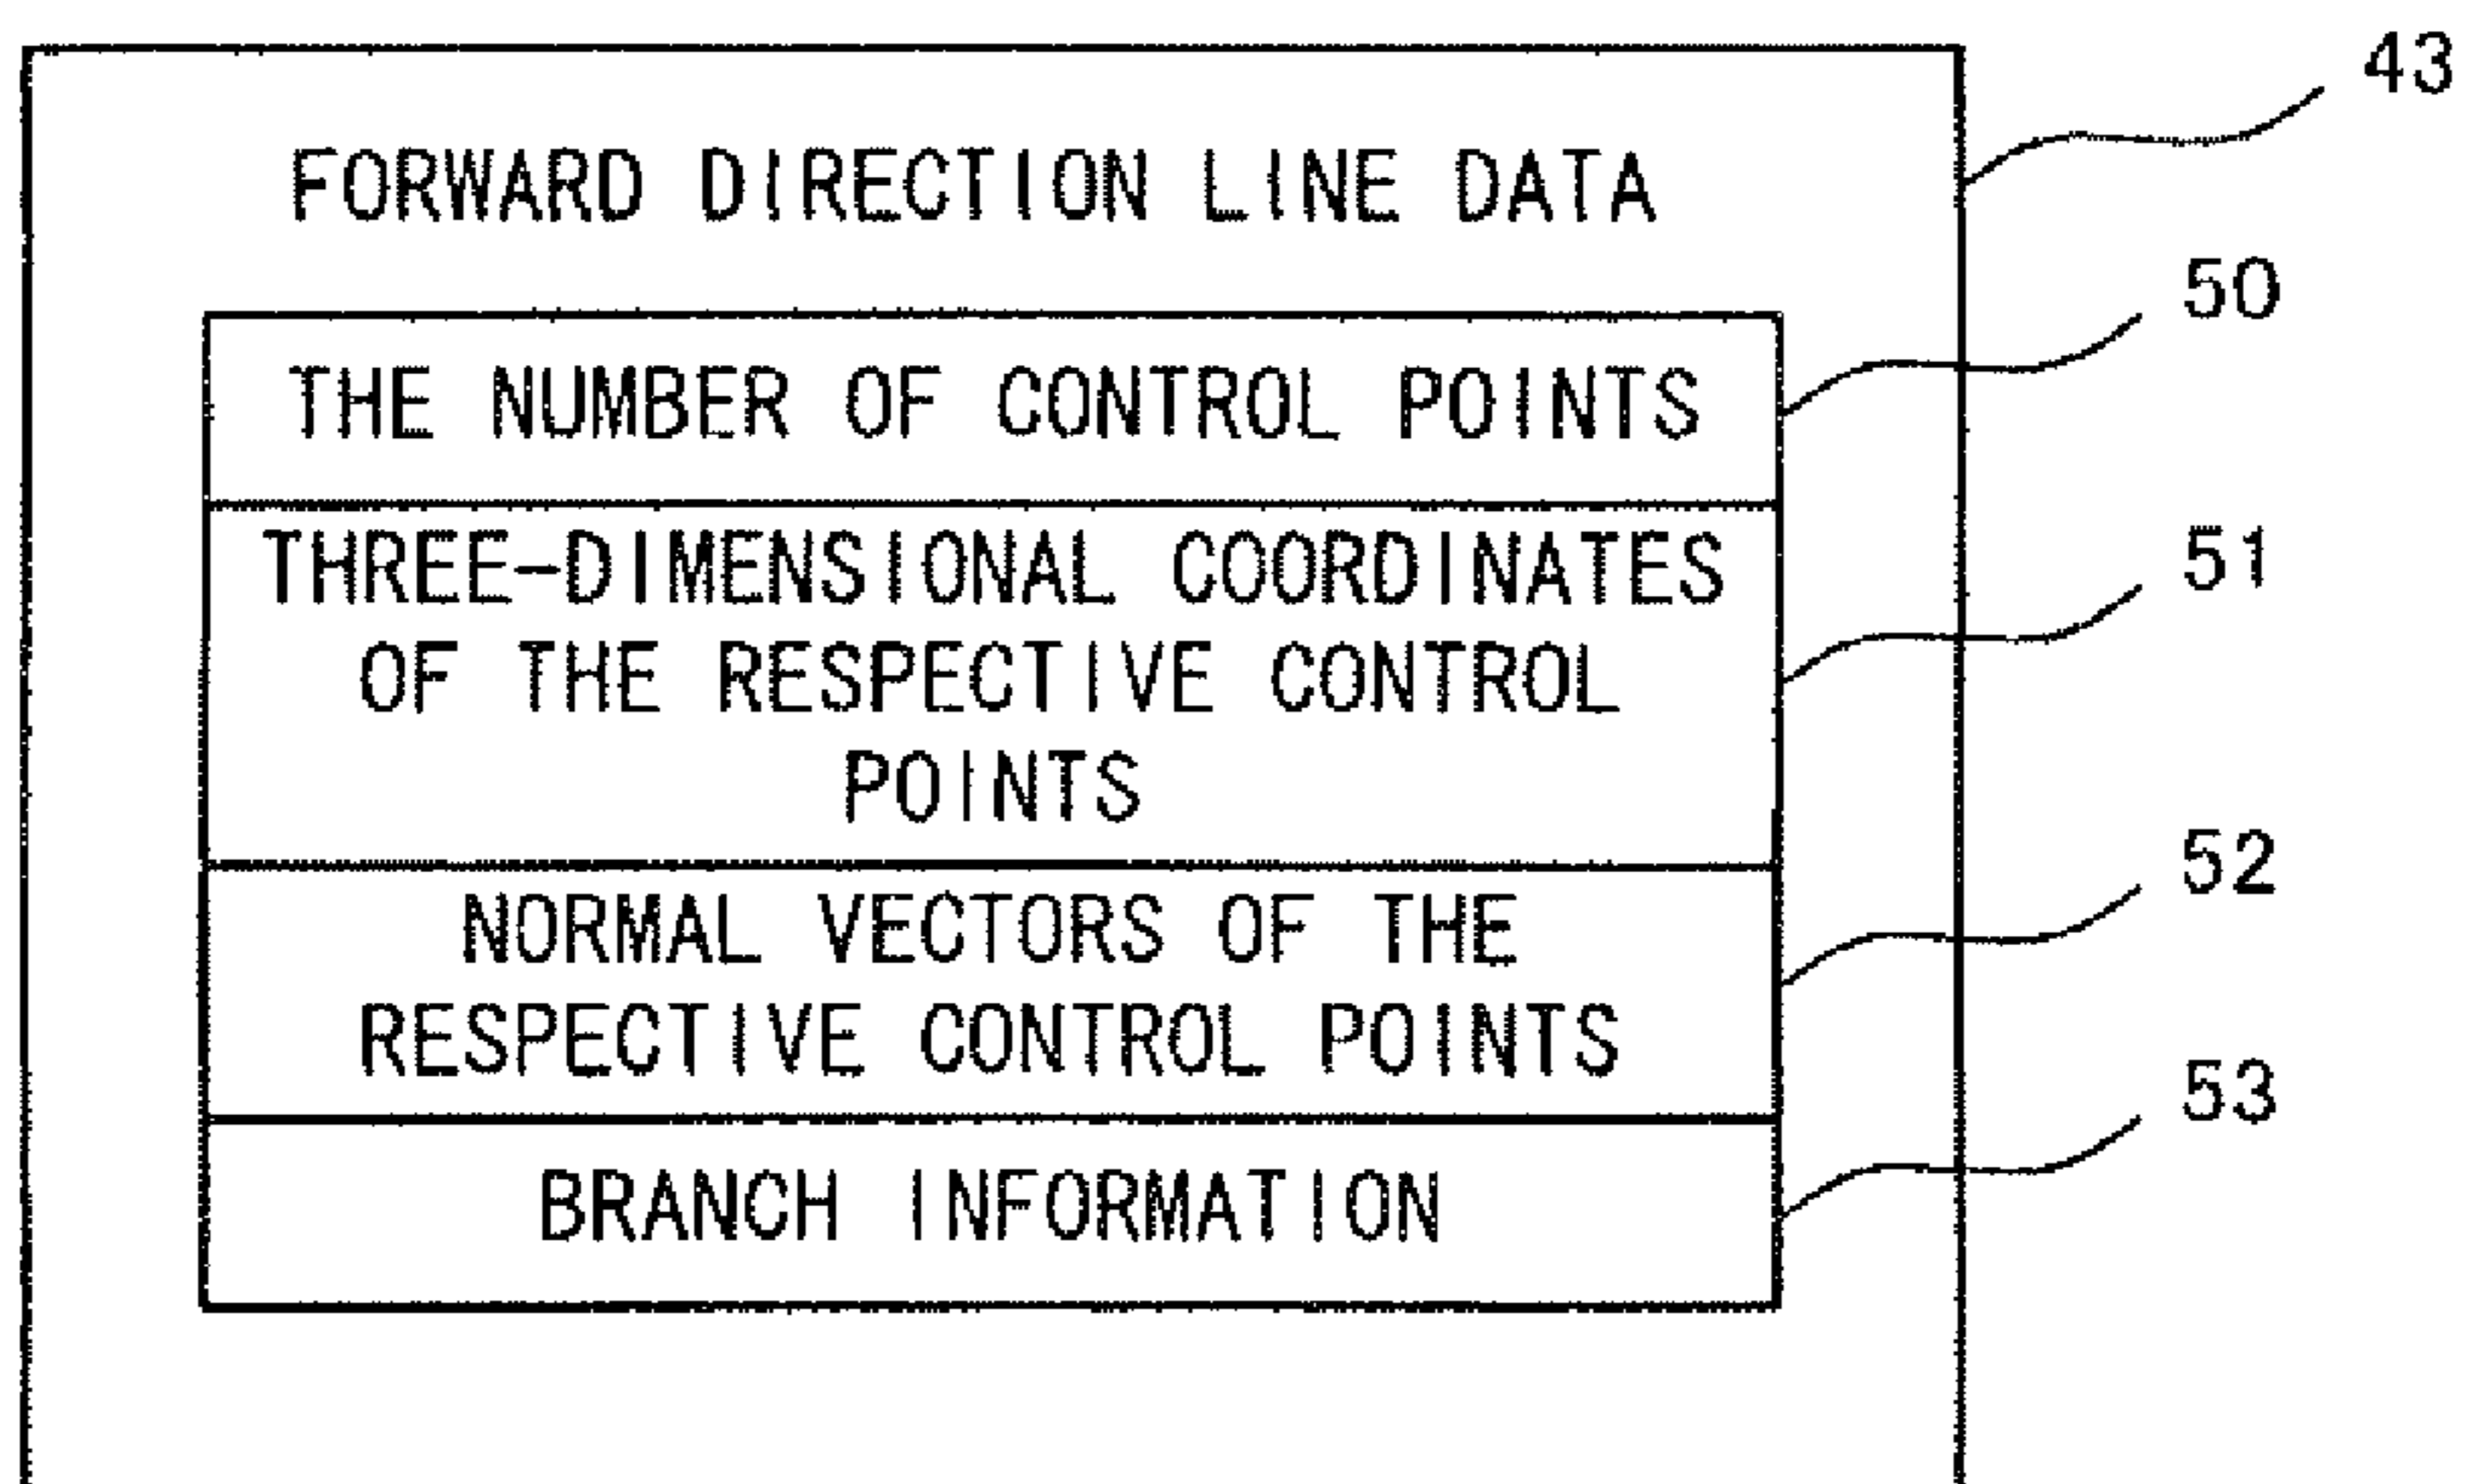 43
FORWARD DIRECTION LINE DATA
50
THE NUMBER OF CONTROL POINTS
51
THREE-DIMENSIONAL COORDINATES
OF THE RESPECTIVE CONTROL
POINTS
52
NORMAL VECTORS OF THE
RESPECTIVE CONTROL POINTS
53
BRANCH INFORMATION